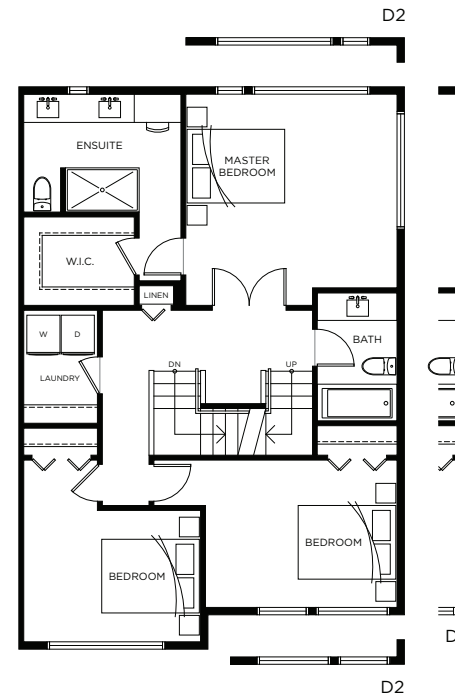 D2
ENSUITE
MASTER
BEDROOM
W.I.C.
LINEN
W
D
BATH
DN
UP
LAUNDRY
BEDROOM
BEDROOM
D2